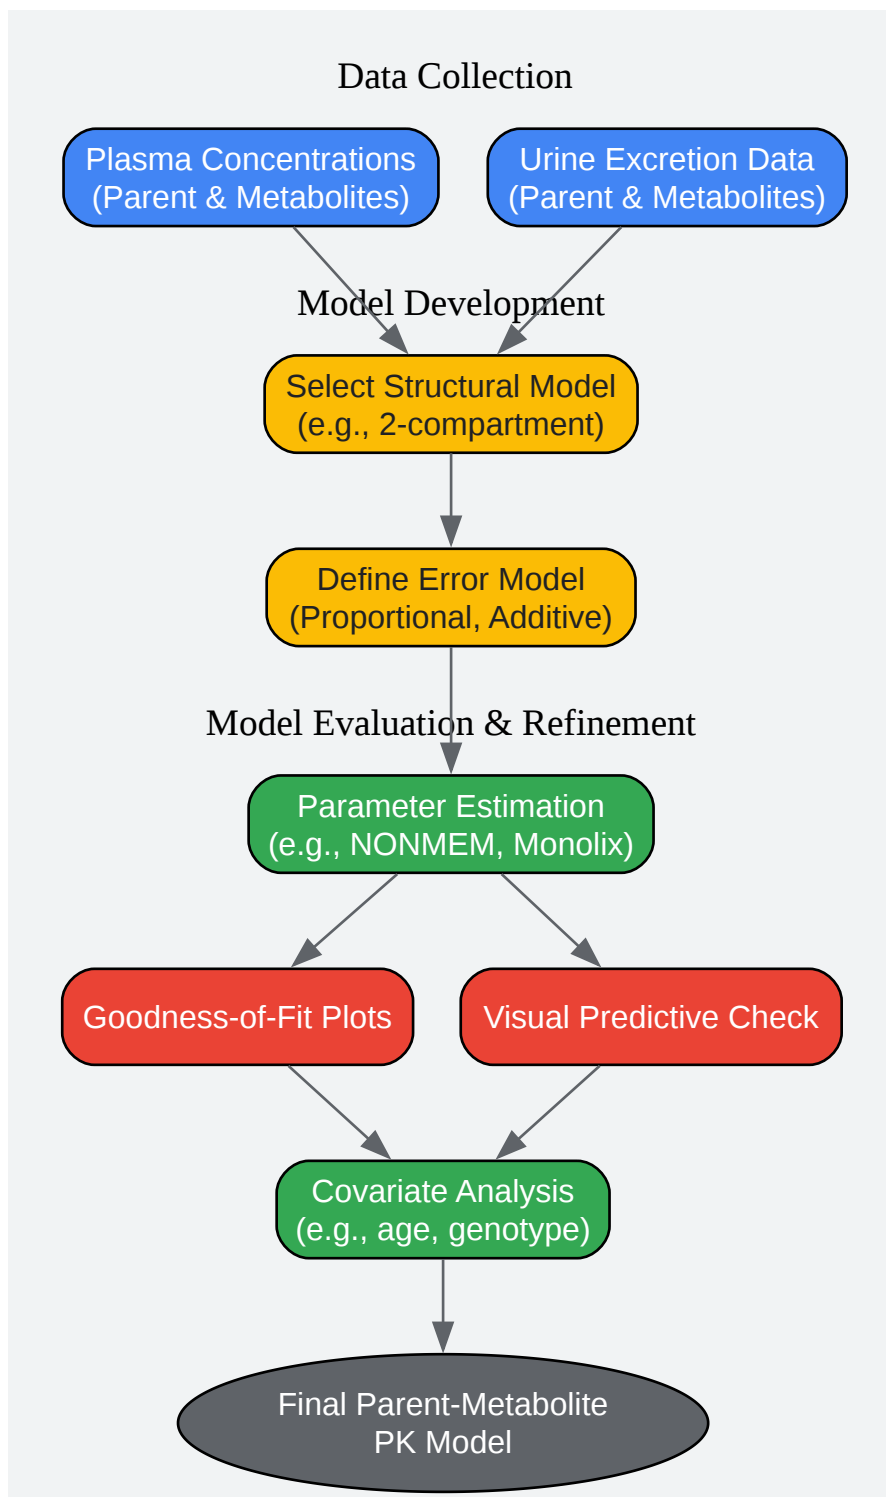 Data Collection
Plasma Concentrations
(Parent & Metabolites)
Urine Excretion Data
(Parent & Metabolites)
Model Development
Select Structural Model
(e.g., 2-compartment)
Define Error Model
(Proportional, Additive)
Model Evaluation & Refinement
Parameter Estimation
(e.g., NONMEM, Monolix)
Goodness-of-Fit Plots
Visual Predictive Check
Covariate Analysis
(e.g., age, genotype)
Final Parent-Metabolite
PK Model